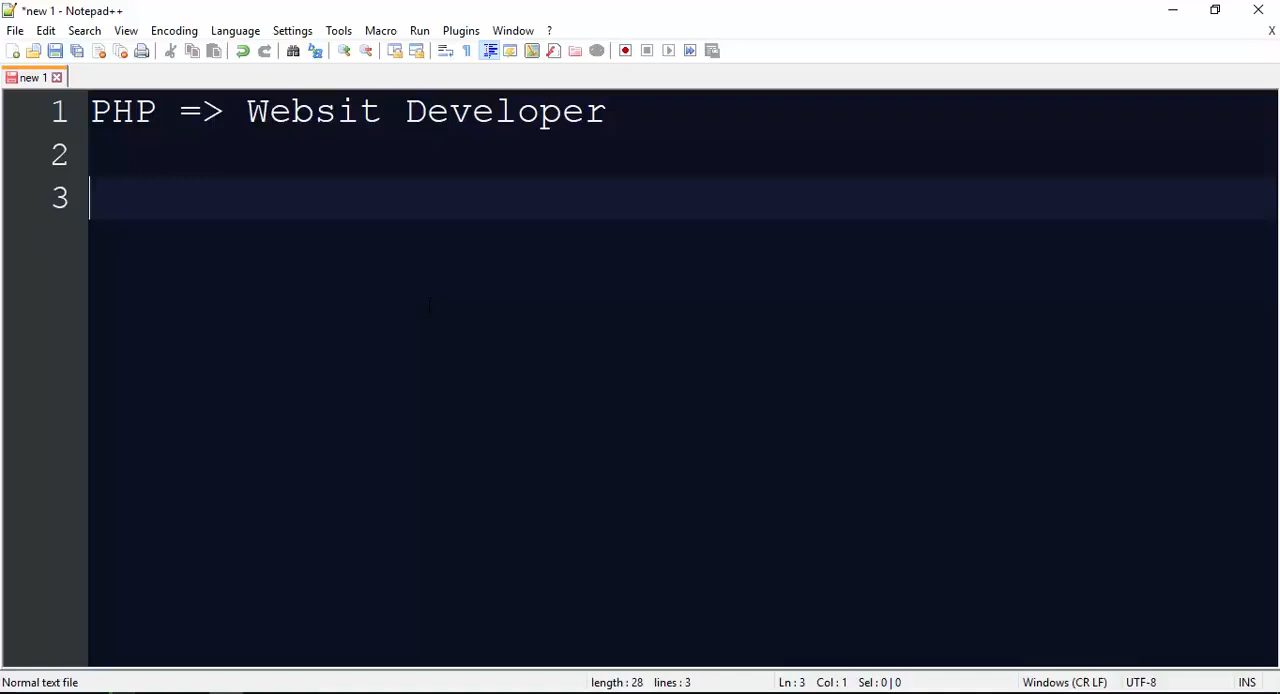 *new 1 - Notepad++
File Edit Search View Encoding Language Settings Tools Macro Run Plugins Window ? X
new 1
1 PHP => Websit Developer
2
3
Normal text file length : 28 lines : 3 Ln : 3 Col : 1 Sel : 0 | 0 Windows (CR LF) UTF-8 INS